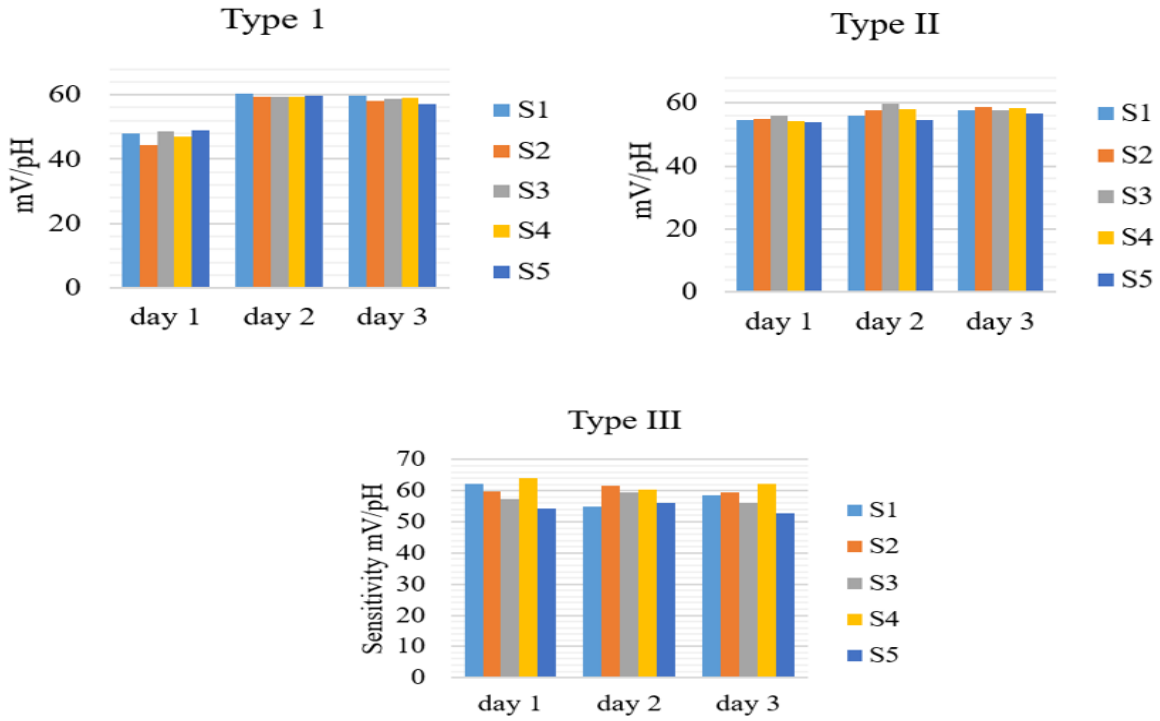 Type 1
mV/pH
60
40
20
0
day 1 day 2 day 3
S1
S2
S3
S4
S5
Type II
mV/pH
60
40
20
0
day 1 day 2 day 3
S1
S2
S3
S4
S5
Type III
Sensitivity mV/pH
70
60
50
40
30
20
10
0
day 1 day 2 day 3
S1
S2
S3
S4
S5